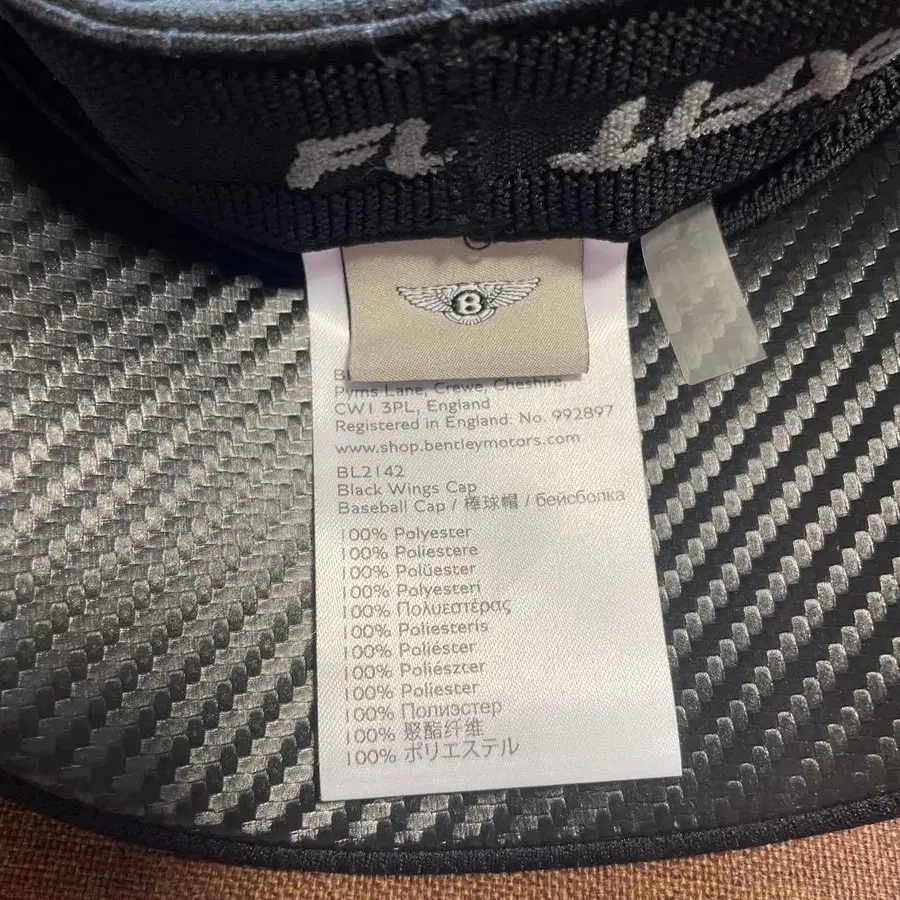 B
Pyms Lane, Crewe, Cheshire,
CW1 3PL, England
Registered in England: No. 992897
www.shop.bentleymotors.com
BL2142
Black Wings Cap
Baseball Cap / 棒球帽 / бейсболка
100% Polyester
100% Poliestere
100% Polüester
100% Polyesteri
100% Πολυεστέρας
100% Poliesteris
100% Poliester
100% Poliészter
100% Poliester
100% Полиэстер
100% 聚酯纤维
100% ポリエステル